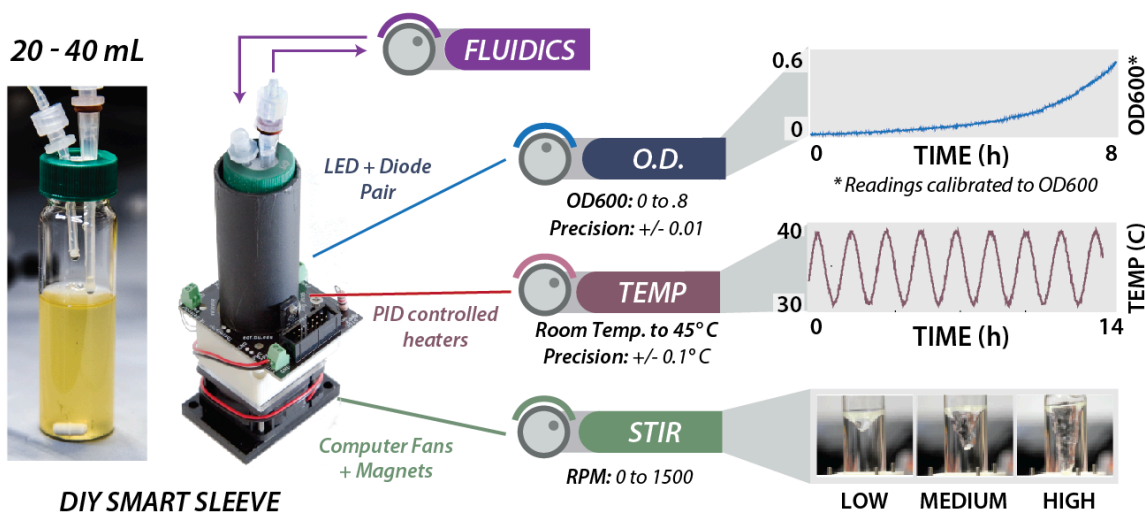 20 - 40 mL
FLUIDICS
LED + Diode
Pair
O.D.
OD600: 0 to .8
Precision: +/- 0.01
0.6
0
OD600*
0
TIME (h)
8
* Readings calibrated to OD600
PID controlled
heaters
TEMP
Room Temp. to 45° C
Precision: +/- 0.1° C
40
30
TEMP (C)
0
TIME (h)
14
Computer Fans
+ Magnets
STIR
RPM: 0 to 1500
LOW
MEDIUM
HIGH
DIY SMART SLEEVE